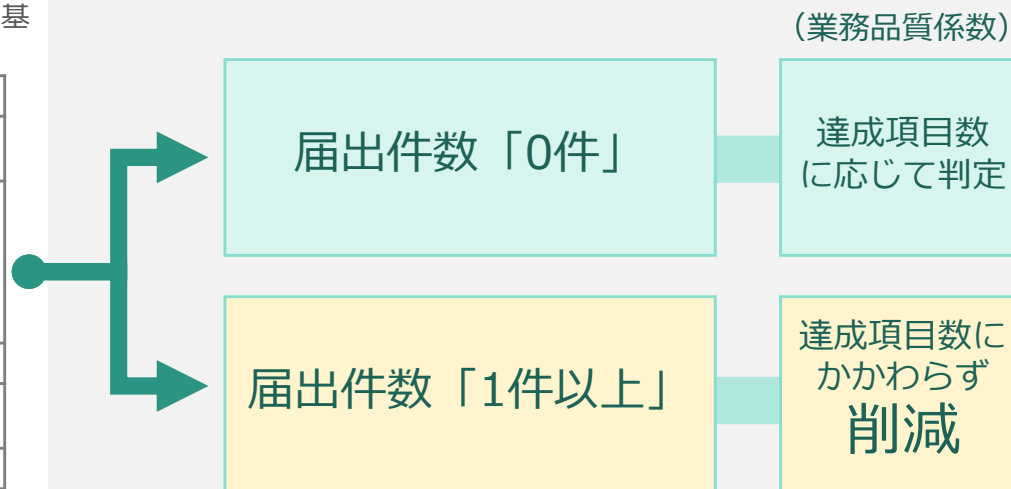 基
（業務品質係数）
届出件数「0件」
達成項目数
に応じて判定
届出件数「1件以上」
達成項目数に
かかわらず
削減